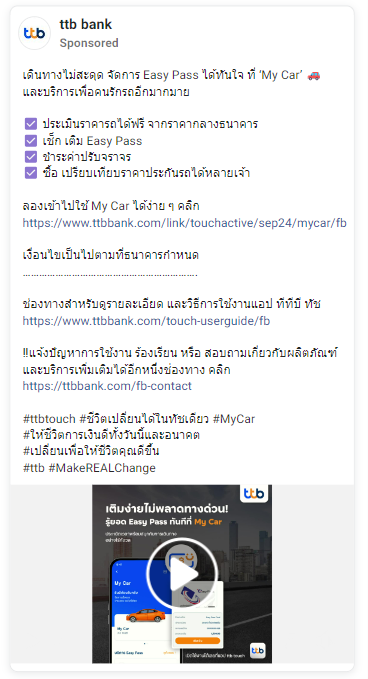 ttb bank
Sponsored
เดินทางไม่สะดุด จัดการ Easy Pass ได้ทันใจ ที่ ‘My Car’ 🚗
และบริการเพื่อคนรักรถอีกมากมาย
✅ ประเมินราคารถได้ฟรี จากราคากลางธนาคาร
✅ เช็ก เติม Easy Pass
✅ ชำระค่าปรับจราจร
✅ ซื้อ เปรียบเทียบราคาประกันรถได้หลายเจ้า
ลองเข้าไปใช้ My Car ได้ง่าย ๆ คลิก
https://www.ttbbank.com/link/touchactive/sep24/mycar/fb
เงื่อนไขเป็นไปตามที่ธนาคารกำหนด
……………………………………………………….
ช่องทางสำหรับดูรายละเอียด และวิธีการใช้งานแอป ทีทีบี ทัช
https://www.ttbbank.com/touch-userguide/fb
‼️แจ้งปัญหาการใช้งาน ร้องเรียน หรือ สอบถามเกี่ยวกับผลิตภัณฑ์
และบริการเพิ่มเติมได้อีกหนึ่งช่องทาง คลิก
https://ttbbank.com/fb-contact
#ttbtouch #ชีวิตเปลี่ยนได้ในทัชเดียว #MyCar
#ให้ชีวิตการเงินดีทั้งวันนี้และอนาคต
#เปลี่ยนเพื่อให้ชีวิตคุณดีขึ้น
#ttb #MakeREALChange
ttb
เติมง่ายไม่พลาดทางด่วน!
รู้ยอด Easy Pass ทันทีที่ My Car
My Car
My Car
ttb